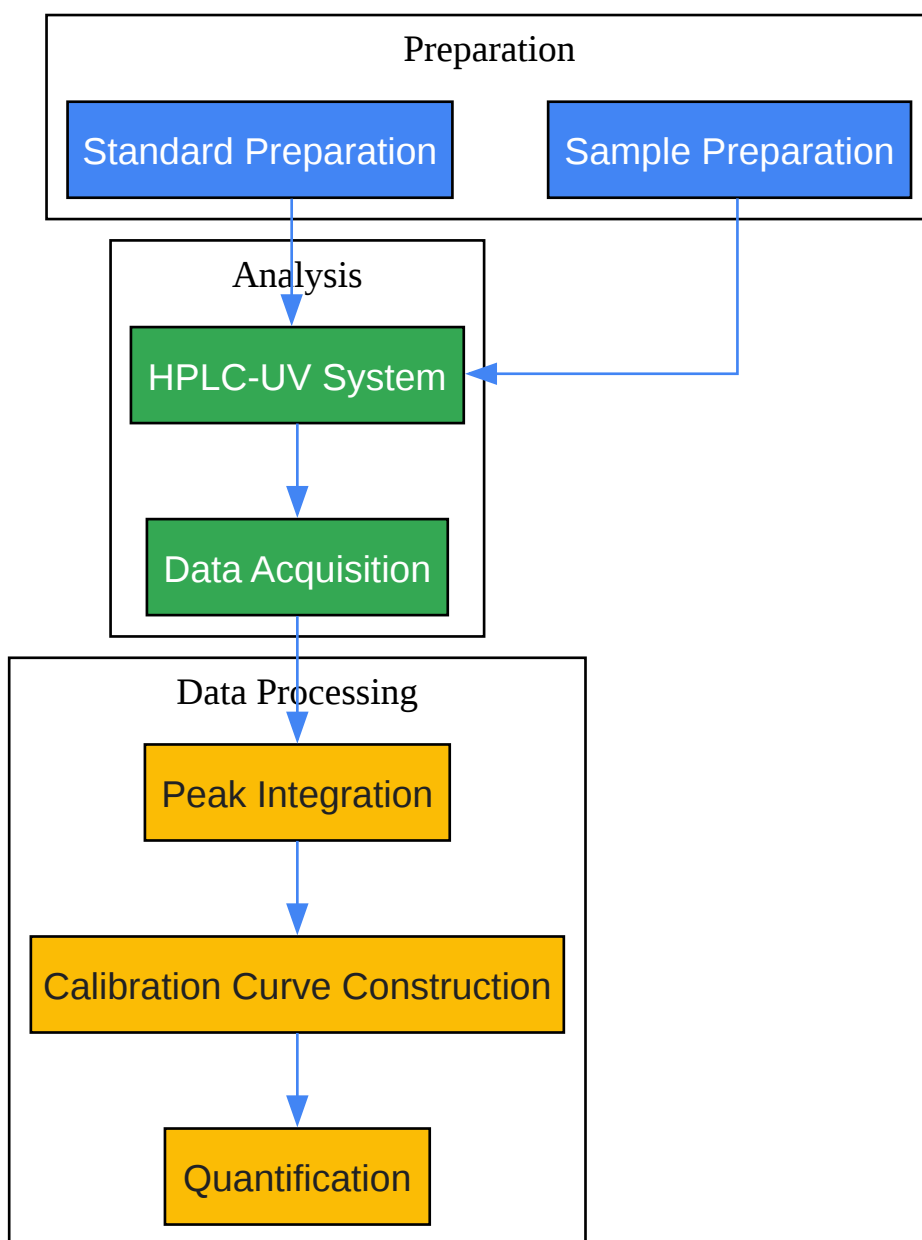 Preparation
Standard Preparation
Sample Preparation
Analysis
HPLC-UV System
Data Acquisition
Data Processing
Peak Integration
Calibration Curve Construction
Quantification